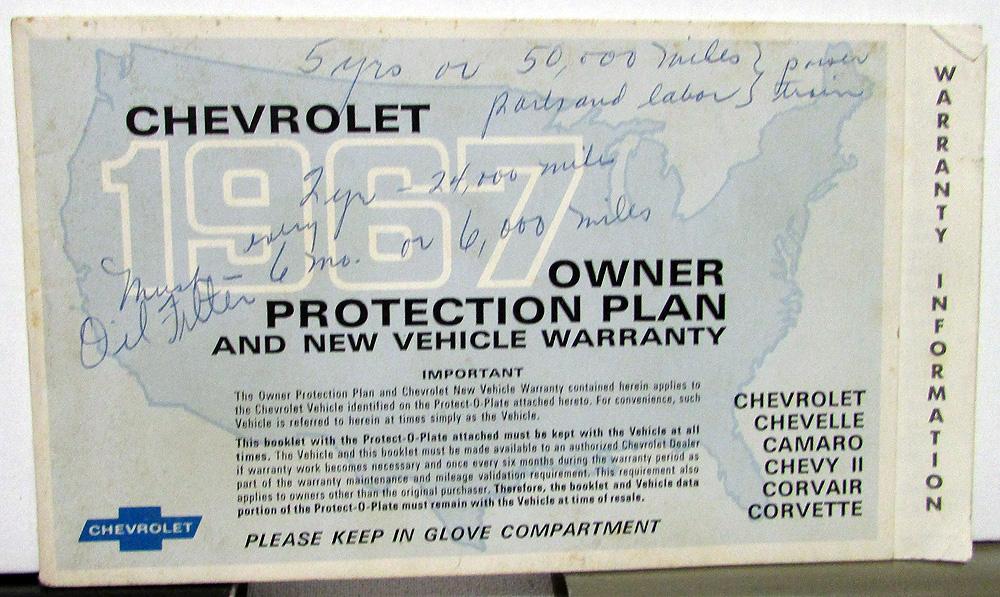 5 yrs or 50,000 miles } power
parts and labor } train
CHEVROLET
1967
2 yr - 24,000 mile
Must - every 6 mo. or 6,000 miles
Oil Filter
OWNER
PROTECTION PLAN
AND NEW VEHICLE WARRANTY
IMPORTANT
The Owner Protection Plan and Chevrolet New Vehicle Warranty contained herein applies to
the Chevrolet Vehicle identified on the Protect-O-Plate attached hereto. For convenience, such
Vehicle is referred to herein at times simply as the Vehicle.
This booklet with the Protect-O-Plate attached must be kept with the Vehicle at all
times. The Vehicle and this booklet must be made available to an authorized Chevrolet Dealer
if warranty work becomes necessary and once every six months during the warranty period as
part of the warranty maintenance and mileage validation requirement. This requirement also
applies to owners other than the original purchaser. Therefore, the booklet and Vehicle data
portion of the Protect-O-Plate must remain with the Vehicle at time of resale.
PLEASE KEEP IN GLOVE COMPARTMENT
CHEVROLET
CHEVROLET
CHEVELLE
CAMARO
CHEVY II
CORVAIR
CORVETTE
WARRANTY INFORMATION